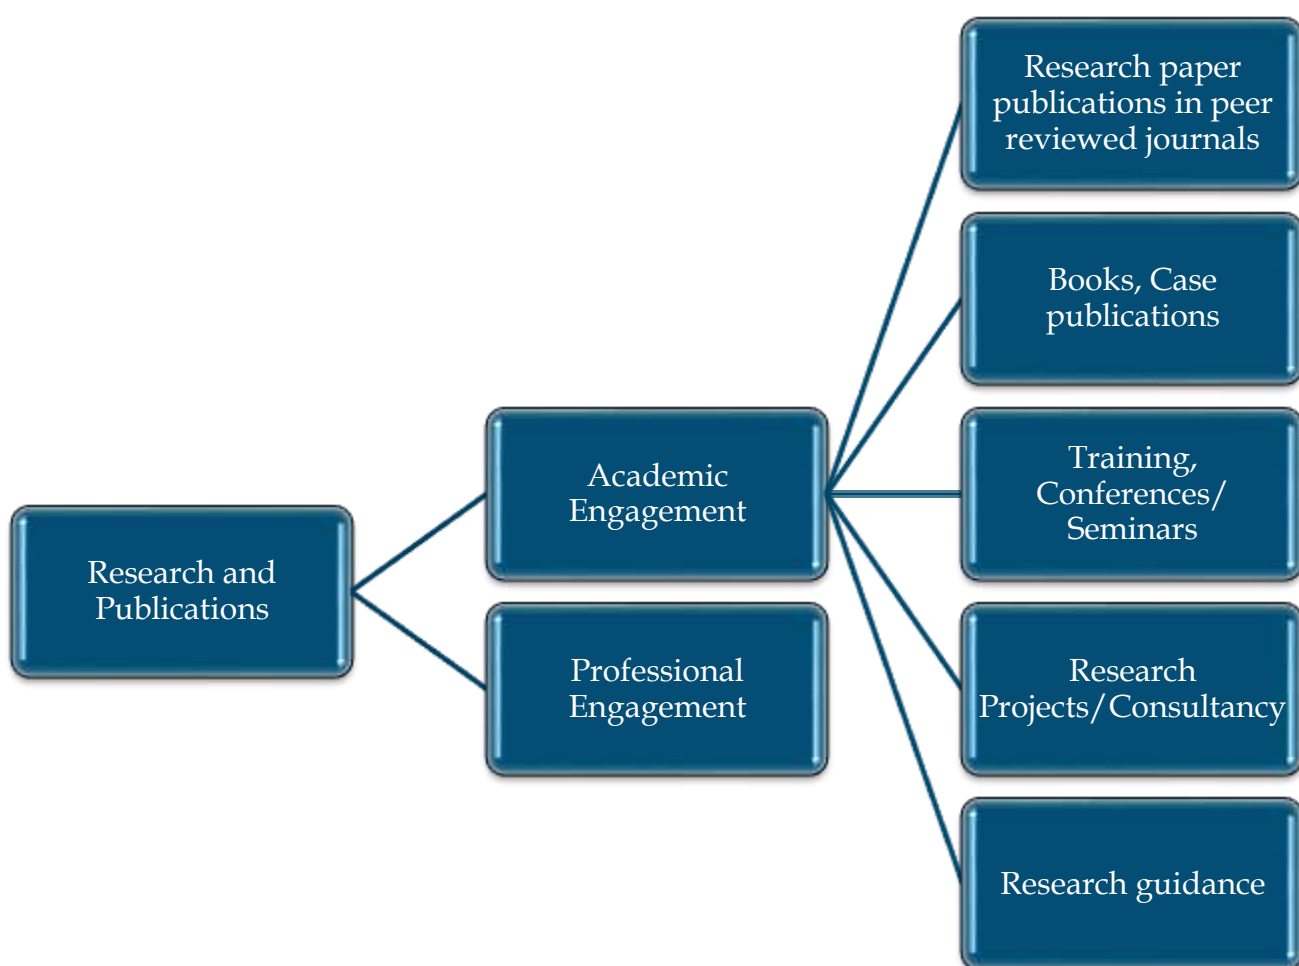 Research and
Publications
Academic
Engagement
Professional
Engagement
Research paper
publications in peer
reviewed journals
Books, Case
publications
Training,
Conferences/
Seminars
Research
Projects/Consultancy
Research guidance